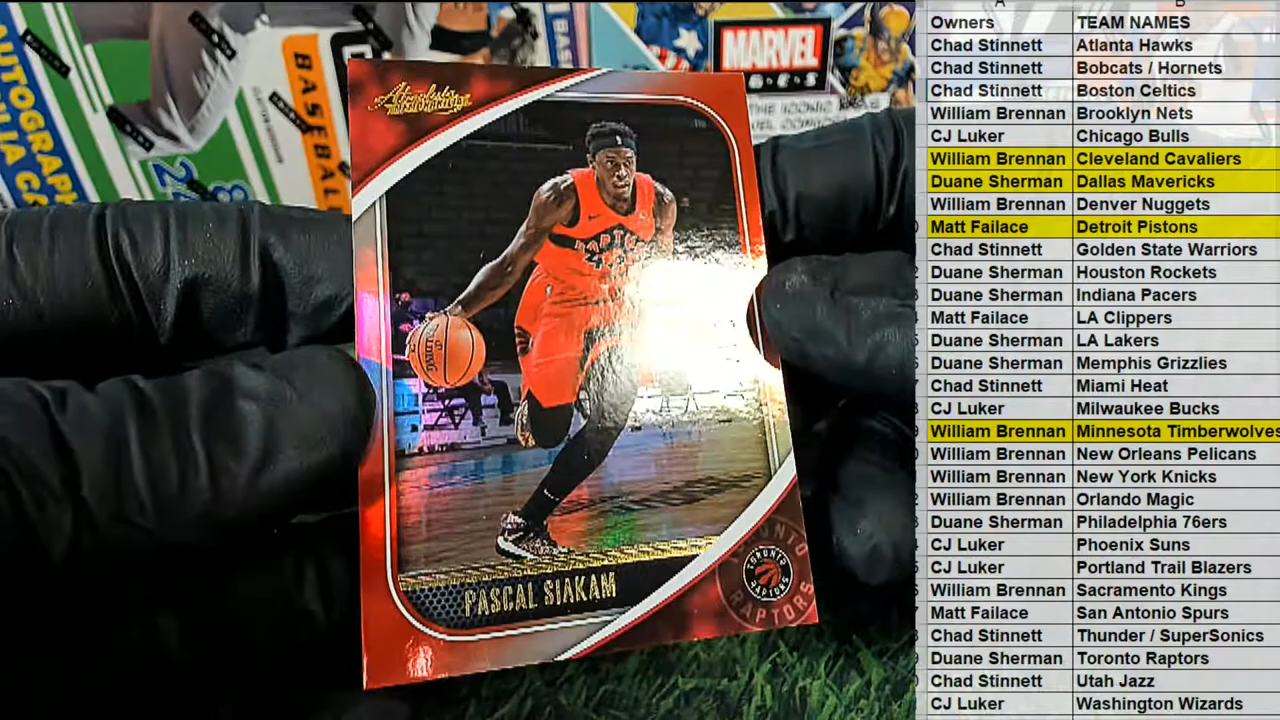 AUTOGRAPH
BASEBALL
MARVEL
Absolute
MEMORABILIA
RAPTORS
43
SPALDING
PASCAL SIAKAM
TORONTO
RAPTORS
TORONTO
RAPTORS
A B
Owners TEAM NAMES
Chad Stinnett Atlanta Hawks
Chad Stinnett Bobcats / Hornets
Chad Stinnett Boston Celtics
William Brennan Brooklyn Nets
CJ Luker Chicago Bulls
William Brennan Cleveland Cavaliers
Duane Sherman Dallas Mavericks
William Brennan Denver Nuggets
Matt Failace Detroit Pistons
Chad Stinnett Golden State Warriors
Duane Sherman Houston Rockets
Duane Sherman Indiana Pacers
Matt Failace LA Clippers
Duane Sherman LA Lakers
Duane Sherman Memphis Grizzlies
Chad Stinnett Miami Heat
CJ Luker Milwaukee Bucks
William Brennan Minnesota Timberwolves
William Brennan New Orleans Pelicans
William Brennan New York Knicks
William Brennan Orlando Magic
Duane Sherman Philadelphia 76ers
CJ Luker Phoenix Suns
CJ Luker Portland Trail Blazers
William Brennan Sacramento Kings
Matt Failace San Antonio Spurs
Chad Stinnett Thunder / SuperSonics
Duane Sherman Toronto Raptors
Chad Stinnett Utah Jazz
CJ Luker Washington Wizards